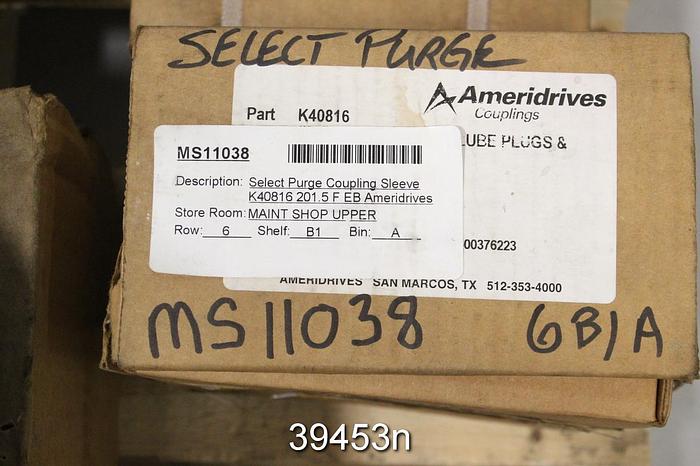 SELECT PURGE
Ameridrives
Couplings
Part K40816
LUBE PLUGS &
MS11038
Description: Select Purge Coupling Sleeve
K40816 201.5 F EB Ameridrives
Store Room: MAINT SHOP UPPER
Row: 6 Shelf: B1 Bin: A
00376223
AMERIDRIVES SAN MARCOS, TX 512-353-4000
MS11038 6B1A
39453n